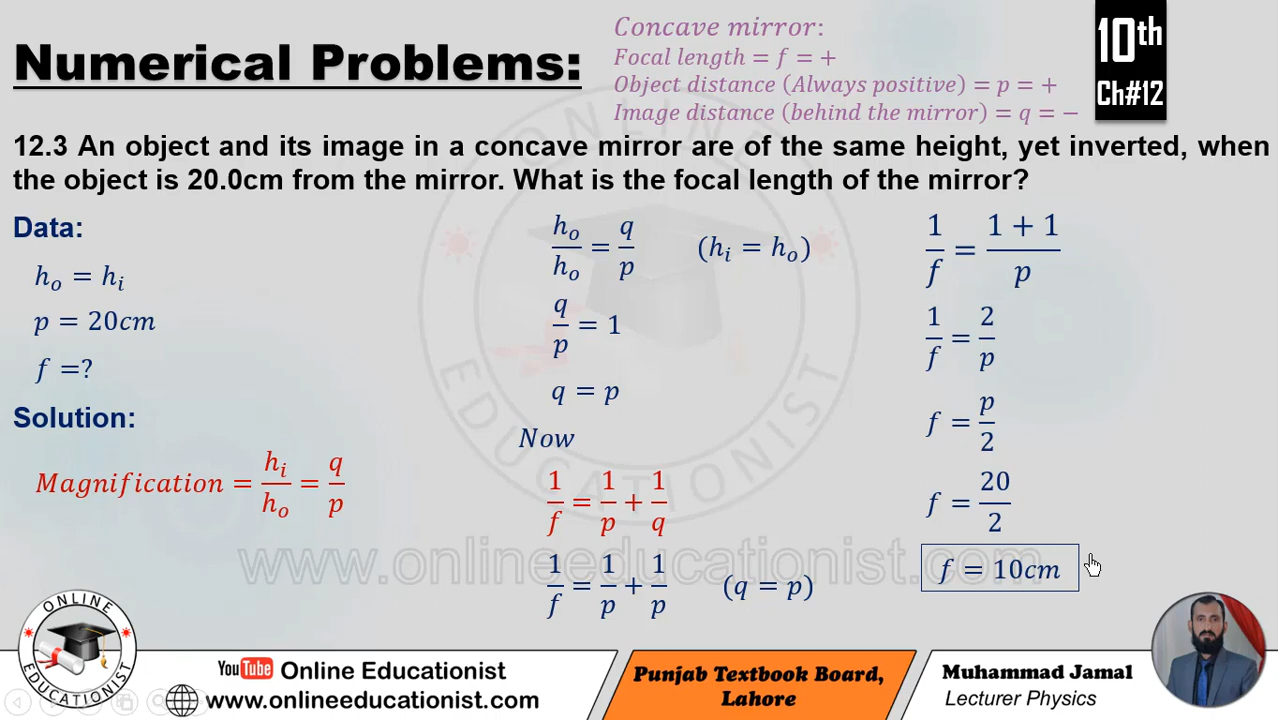 Numerical Problems:
Concave mirror:
Focal length = f = +
Object distance (Always positive) = p = +
Image distance (behind the mirror) = q = −
10th
Ch#12
12.3 An object and its image in a concave mirror are of the same height, yet inverted, when
the object is 20.0cm from the mirror. What is the focal length of the mirror?
Data:
h_o = h_i
p = 20cm
f =?
Solution:
Magnification = h_i/h_o = q/p
h_o/h_o = q/p (h_i = h_o)
q/p = 1
q = p
Now
1/f = 1/p + 1/q
1/f = 1/p + 1/p (q = p)
1/f = (1 + 1)/p
1/f = 2/p
f = p/2
f = 20/2
f = 10cm
ONLINE
EDUCATIONIST
www.onlineeducationist.com
ONLINE
EDUCATIONIST
YouTube Online Educationist
www.onlineeducationist.com
Punjab Textbook Board,
Lahore
Muhammad Jamal
Lecturer Physics